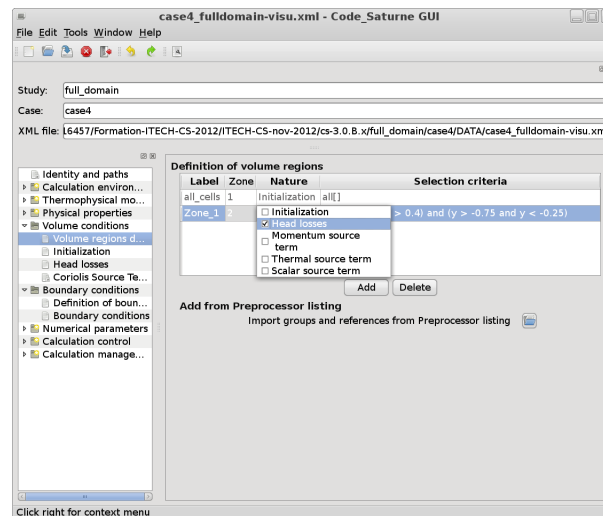 case4_fulldomain-visu.xml - Code_Saturne GUI
File Edit Tools Window Help
Study: full_domain
Case: case4
XML file: 16457/Formation-ITECH-CS-2012/ITECH-CS-nov-2012/cs-3.0.B.x/full_domain/case4/DATA/case4_fulldomain-visu.xm
Identity and paths
Calculation environ...
Thermophysical mo...
Physical properties
Volume conditions
Volume regions d...
Initialization
Head losses
Coriolis Source Te...
Boundary conditions
Definition of boun...
Boundary conditions
Numerical parameters
Calculation control
Calculation manage...
Definition of volume regions
Label Zone Nature Selection criteria
all_cells 1 Initialization all[]
Zone_1 2 > 0.4) and (y > -0.75 and y < -0.25)
Initialization
Head losses
Momentum source
term
Thermal source term
Scalar source term
Add Delete
Add from Preprocessor listing
Import groups and references from Preprocessor listing
Click right for context menu